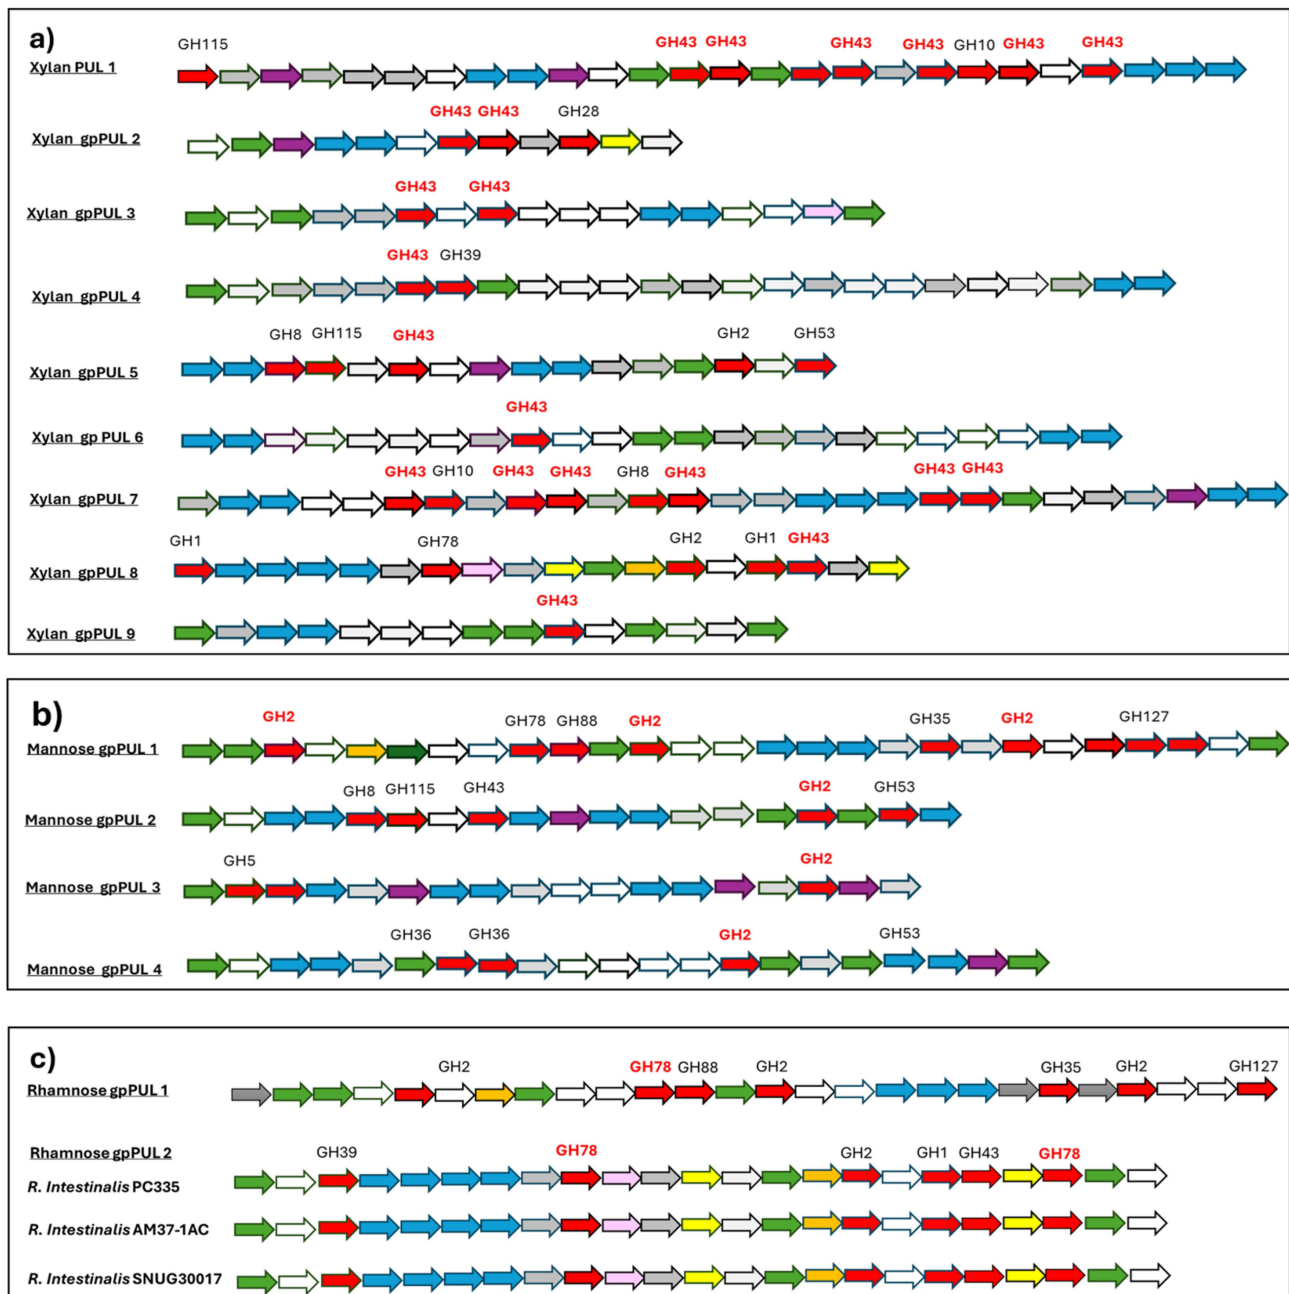 a)
GH115 GH43 GH43 GH43 GH43 GH10 GH43 GH43
Xylan PUL 1
GH43 GH43 GH28
Xylan gpPUL 2
GH43 GH43
Xylan gpPUL 3
GH43 GH39
Xylan gpPUL 4
GH8 GH115 GH43 GH2 GH53
Xylan gpPUL 5
GH43
Xylan gp PUL 6
GH43 GH10 GH43 GH43 GH8 GH43 GH43 GH43
Xylan gpPUL 7
GH1 GH78 GH2 GH1 GH43
Xylan gpPUL 8
GH43
Xylan gpPUL 9
b)
GH2 GH78 GH88 GH2 GH35 GH2 GH127
Mannose gpPUL 1
GH8 GH115 GH43 GH2 GH53
Mannose gpPUL 2
GH5 GH2
Mannose gpPUL 3
GH36 GH36 GH2 GH53
Mannose gpPUL 4
c)
GH2 GH78 GH88 GH2 GH35 GH2 GH127
Rhamnose gpPUL 1
Rhamnose gpPUL 2
GH39 GH78 GH2 GH1 GH43 GH78
R. Intestinalis PC335
R. Intestinalis AM37-1AC
R. Intestinalis SNUG30017